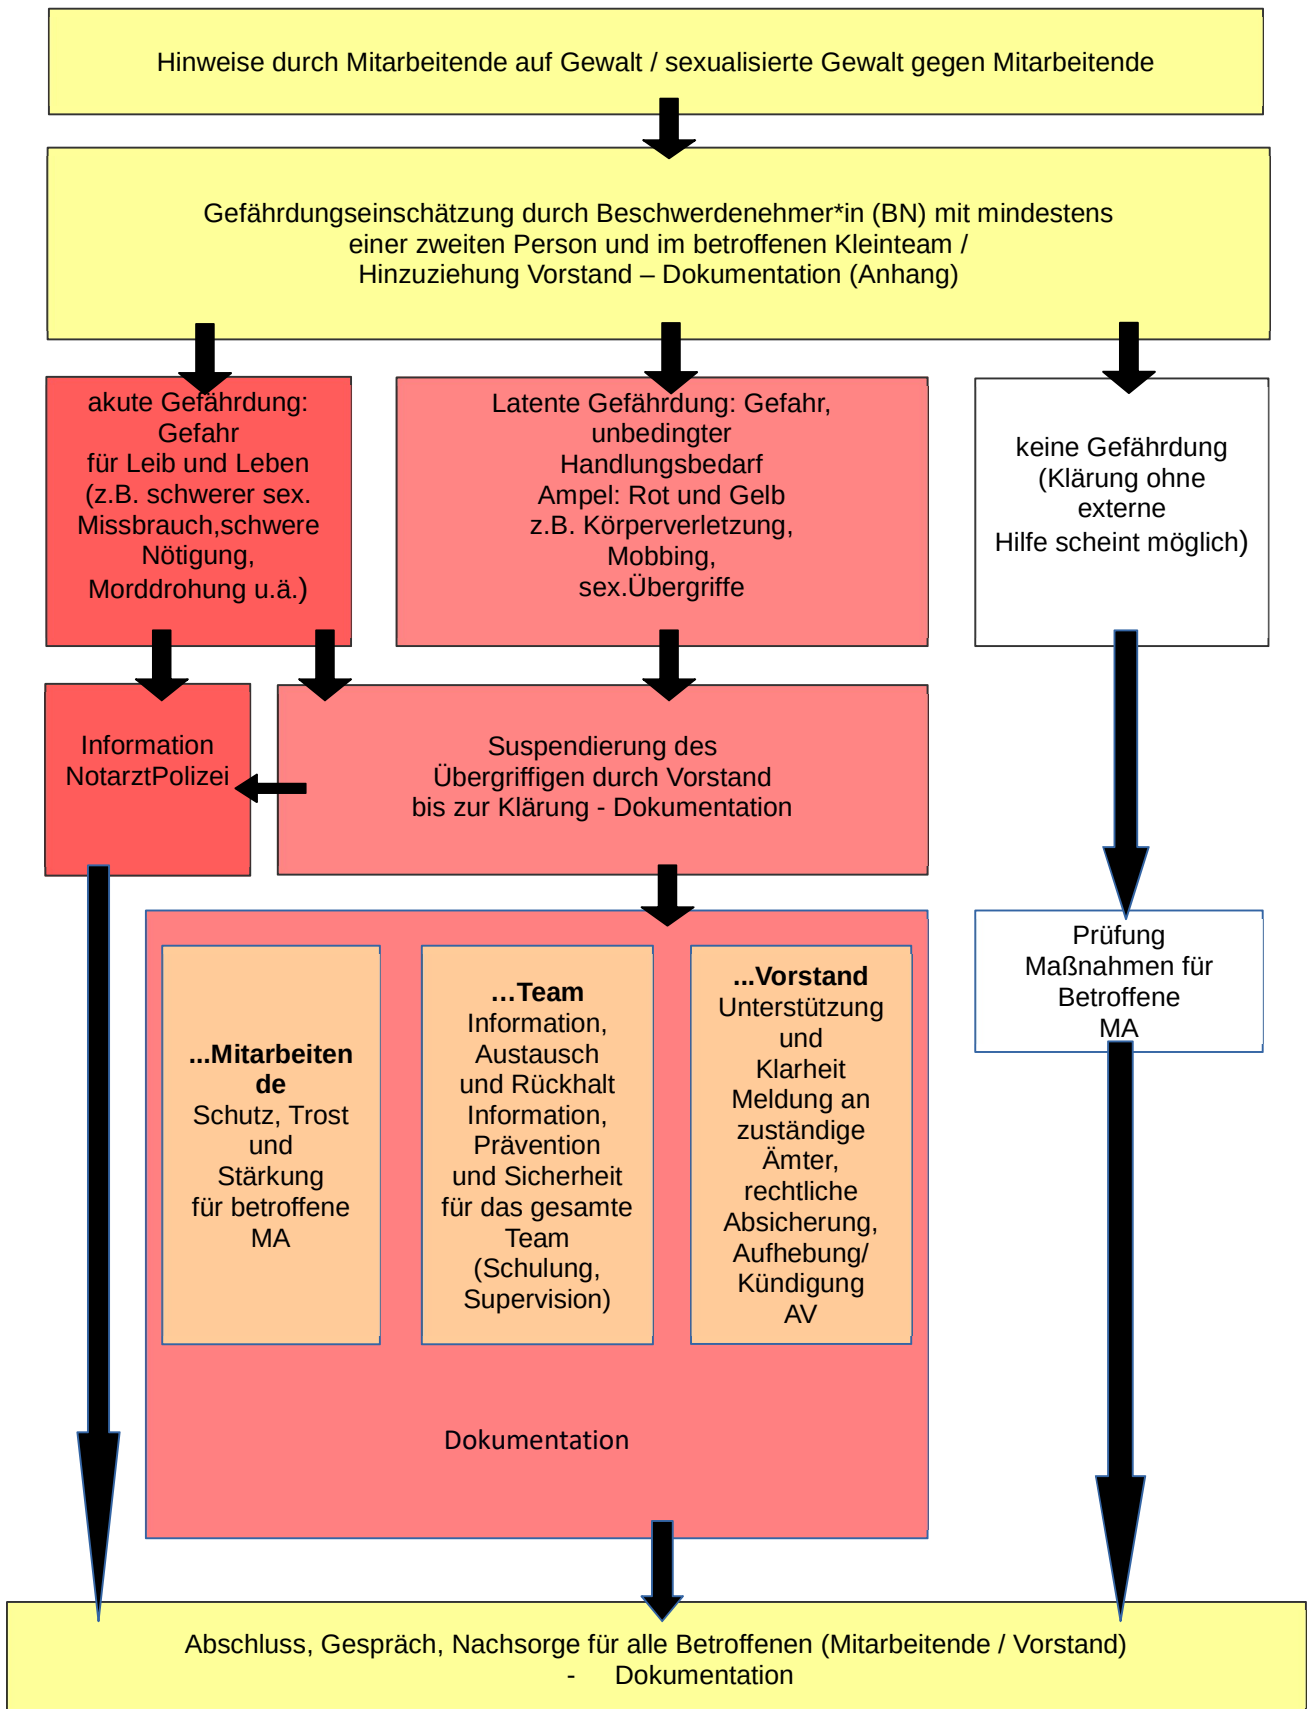 Hinweise durch Mitarbeitende auf Gewalt / sexualisierte Gewalt gegen Mitarbeitende
Gefährdungseinschätzung durch Beschwerdenehmer*in (BN) mit mindestens
einer zweiten Person und im betroffenen Kleinteam /
Hinzuziehung Vorstand – Dokumentation (Anhang)
akute Gefährdung:
Gefahr
für Leib und Leben
(z.B. schwerer sex.
Missbrauch,schwere
Nötigung,
Morddrohung u.ä.)
Latente Gefährdung: Gefahr,
unbedingter
Handlungsbedarf
Ampel: Rot und Gelb
z.B. Körperverletzung,
Mobbing,
sex.Übergriffe
keine Gefährdung
(Klärung ohne
externe
Hilfe scheint möglich)
Information
NotarztPolizei
Suspendierung des
Übergriffigen durch Vorstand
bis zur Klärung - Dokumentation
...Mitarbeiten
de
Schutz, Trost
und
Stärkung
für betroffene
MA
…Team
Information,
Austausch
und Rückhalt
Information,
Prävention
und Sicherheit
für das gesamte
Team
(Schulung,
Supervision)
...Vorstand
Unterstützung
und
Klarheit
Meldung an
zuständige
Ämter,
rechtliche
Absicherung,
Aufhebung/
Kündigung
AV
Prüfung
Maßnahmen für
Betroffene
MA
Dokumentation
Abschluss, Gespräch, Nachsorge für alle Betroffenen (Mitarbeitende / Vorstand)
- Dokumentation